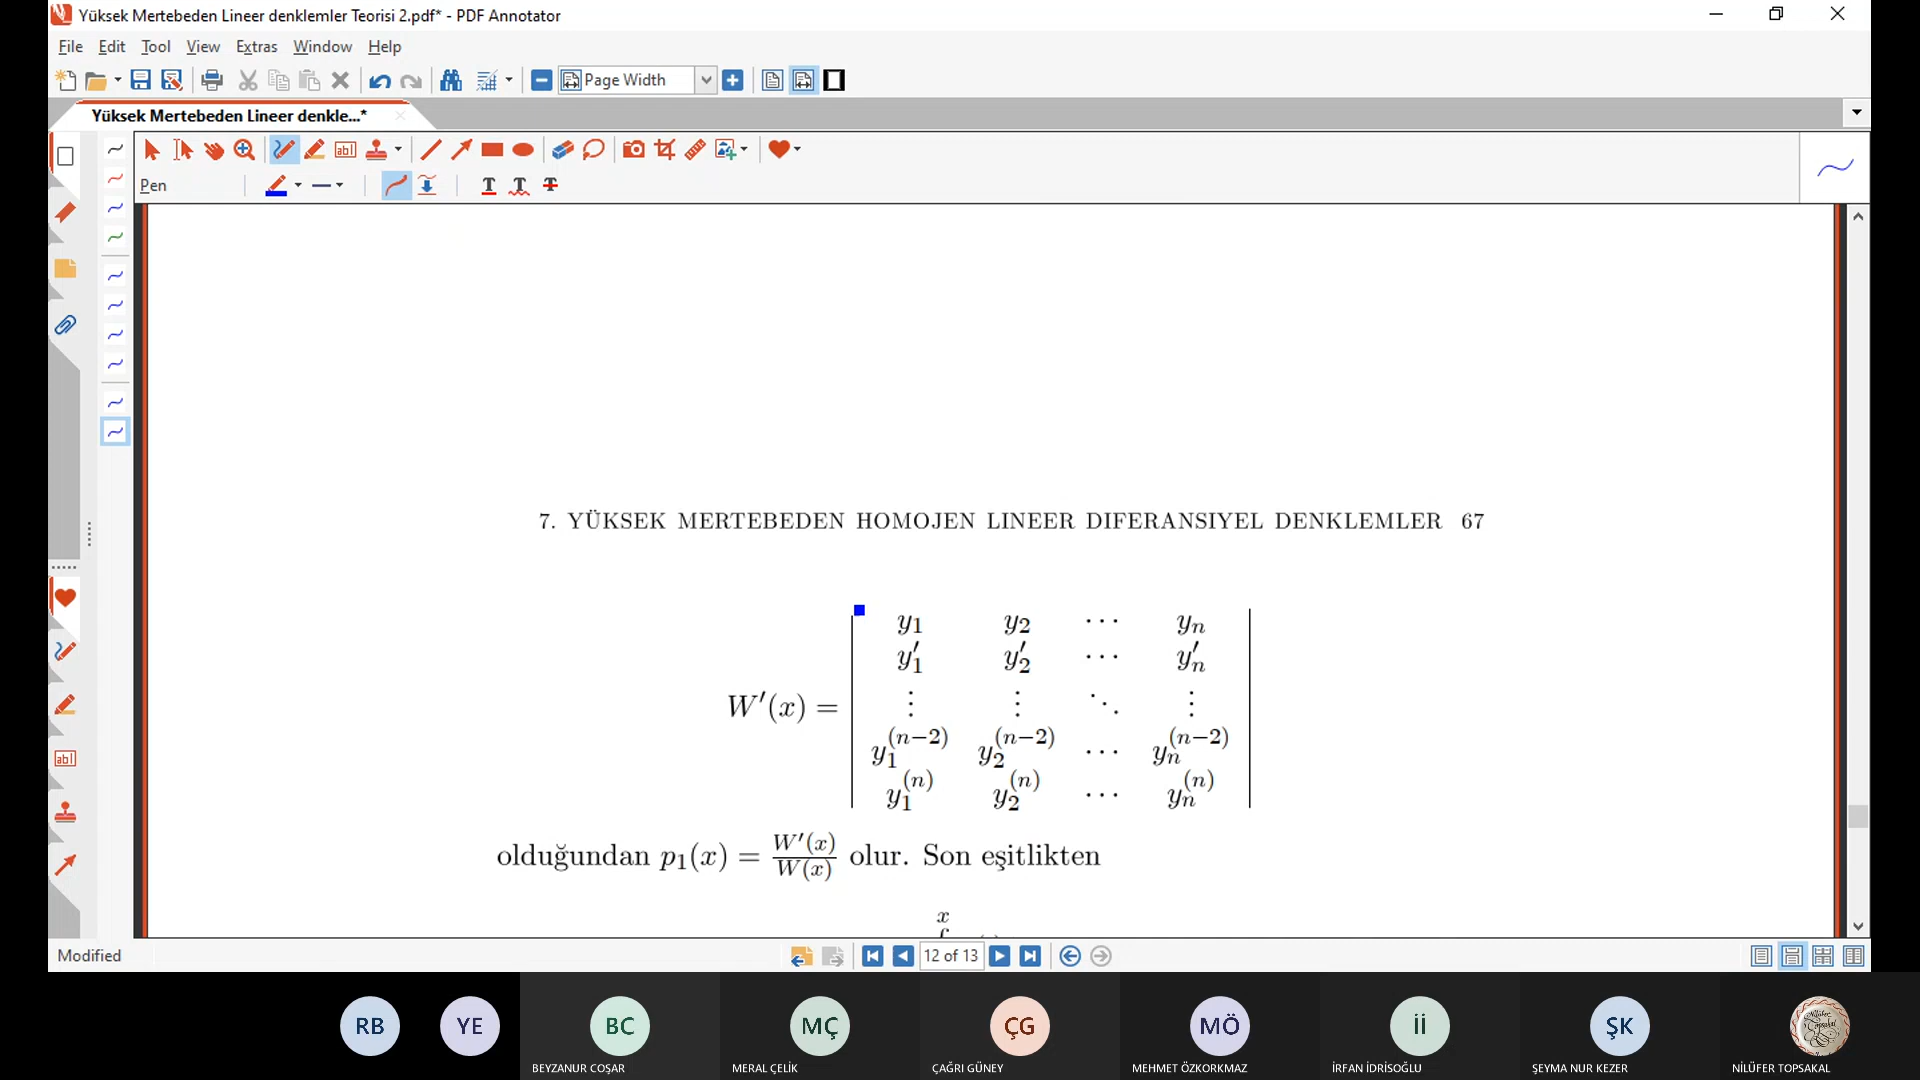 Yüksek Mertebeden Lineer denklemler Teorisi 2.pdf* - PDF Annotator
File Edit Tool View Extras Window Help
Page Width
Yüksek Mertebeden Lineer denkle...*
Pen
7. YÜKSEK MERTEBEDEN HOMOJEN LINEER DIFERANSIYEL DENKLEMLER 67
y₁ y₂ ⋯ yₙ
y′₁ y′₂ ⋯ y′ₙ
W′(x) = ⋮ ⋮ ⋱ ⋮
y₁⁽ⁿ⁻²⁾ y₂⁽ⁿ⁻²⁾ ⋯ yₙ⁽ⁿ⁻²⁾
y₁⁽ⁿ⁾ y₂⁽ⁿ⁾ ⋯ yₙ⁽ⁿ⁾
olduğundan p₁(x) = W′(x)/W(x) olur. Son eşitlikten
x
Modified 12 of 13
RB YE BC MÇ ÇG MÖ İİ ŞK
BEYZANUR COŞAR MERAL ÇELİK ÇAĞRI GÜNEY MEHMET ÖZKORKMAZ İRFAN İDRİSOĞLU ŞEYMA NUR KEZER NİLÜFER TOPSAKAL